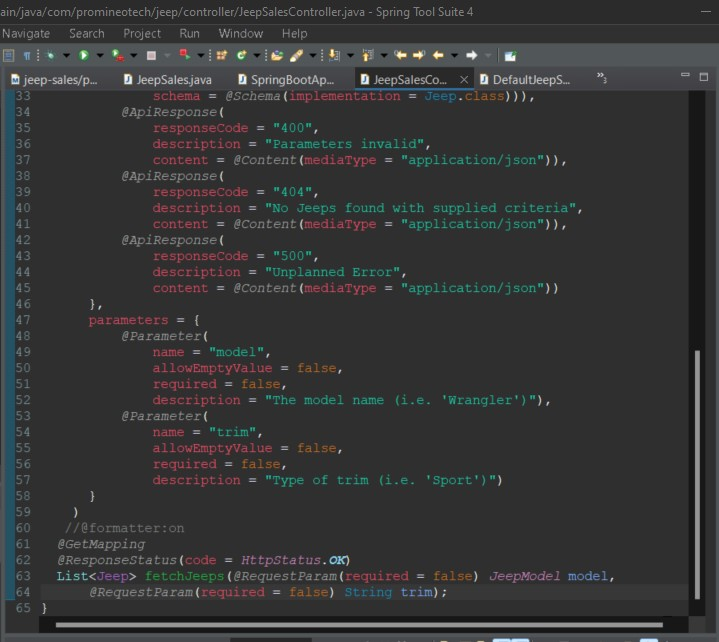 ain/java/com/promineotech/jeep/controller/JeepSalesController.java - Spring Tool Suite 4
Navigate Search Project Run Window Help
jeep-sales/p... JeepSales.java SpringBootAp... JeepSalesCo... DefaultJeepS... »3
33 schema = @Schema(implementation = Jeep.class))),
34 @ApiResponse(
35 responseCode = "400",
36 description = "Parameters invalid",
37 content = @Content(mediaType = "application/json")),
38 @ApiResponse(
39 responseCode = "404",
40 description = "No Jeeps found with supplied criteria",
41 content = @Content(mediaType = "application/json")),
42 @ApiResponse(
43 responseCode = "500",
44 description = "Unplanned Error",
45 content = @Content(mediaType = "application/json"))
46 },
47 parameters = {
48 @Parameter(
49 name = "model",
50 allowEmptyValue = false,
51 required = false,
52 description = "The model name (i.e. 'Wrangler')"),
53 @Parameter(
54 name = "trim",
55 allowEmptyValue = false,
56 required = false,
57 description = "Type of trim (i.e. 'Sport')")
58 }
59 )
60 //@formatter:on
61 @GetMapping
62 @ResponseStatus(code = HttpStatus.OK)
63 List<Jeep> fetchJeeps(@RequestParam(required = false) JeepModel model,
64 @RequestParam(required = false) String trim);
65 }